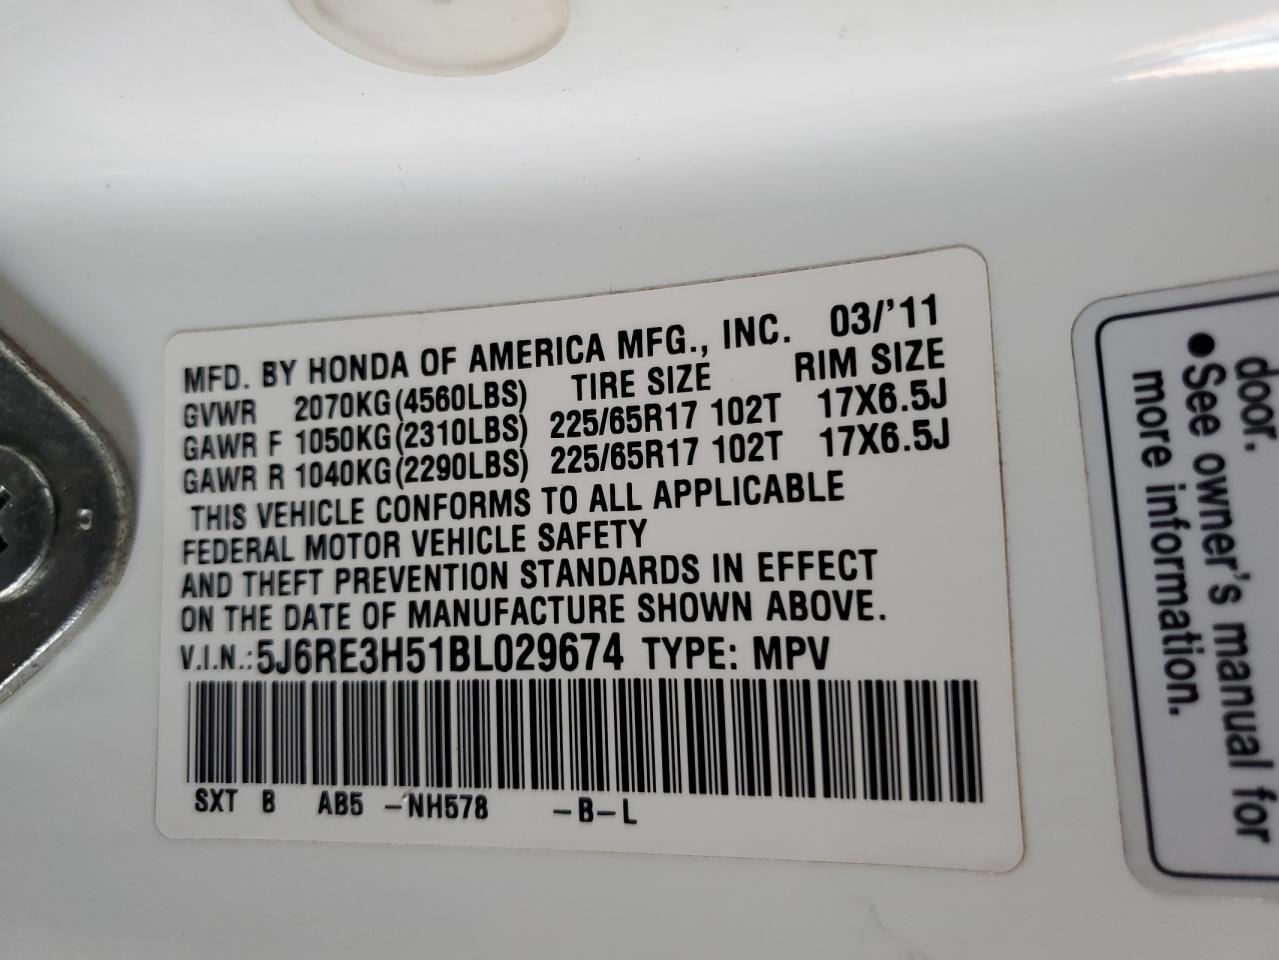 MFD. BY HONDA OF AMERICA MFG., INC. 03/'11
GVWR 2070KG(4560LBS) TIRE SIZE RIM SIZE
GAWR F 1050KG(2310LBS) 225/65R17 102T 17X6.5J
GAWR R 1040KG(2290LBS) 225/65R17 102T 17X6.5J
THIS VEHICLE CONFORMS TO ALL APPLICABLE
FEDERAL MOTOR VEHICLE SAFETY
AND THEFT PREVENTION STANDARDS IN EFFECT
ON THE DATE OF MANUFACTURE SHOWN ABOVE.
V.I.N.:5J6RE3H51BL029674 TYPE: MPV
SXT B AB5 -NH578 -B-L
door.
●See owner's manual for
more information.